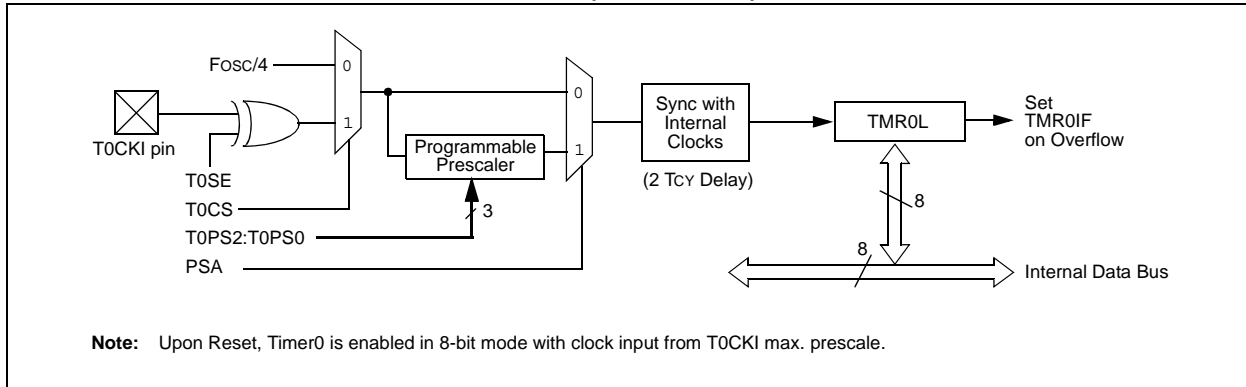 Fosc/4
0
1
T0CKI pin
T0SE
T0CS
T0PS2:T0PS0
PSA
Programmable
Prescaler
3
0
1
Sync with
Internal
Clocks
(2 TCY Delay)
TMR0L
Set
TMR0IF
on Overflow
8
8
Internal Data Bus
Note: Upon Reset, Timer0 is enabled in 8-bit mode with clock input from T0CKI max. prescale.